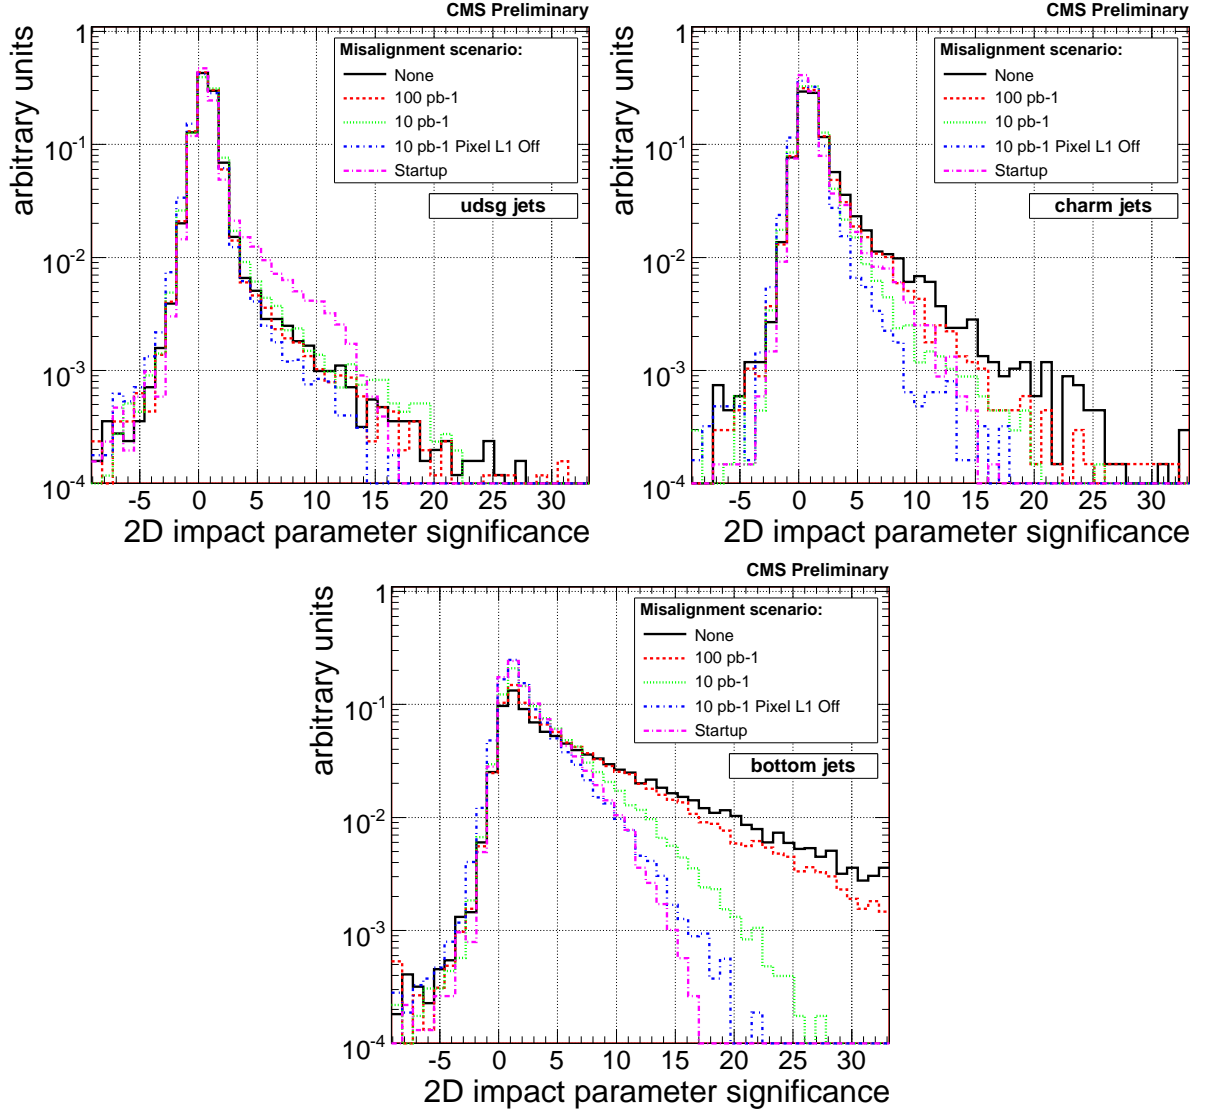 CMS Preliminary
arbitrary units
1
10-1
10-2
10-3
10-4
Misalignment scenario:
None
100 pb-1
10 pb-1
10 pb-1 Pixel L1 Off
Startup
udsg jets
-5 0 5 10 15 20 25 30
2D impact parameter significance
CMS Preliminary
arbitrary units
1
10-1
10-2
10-3
10-4
Misalignment scenario:
None
100 pb-1
10 pb-1
10 pb-1 Pixel L1 Off
Startup
charm jets
-5 0 5 10 15 20 25 30
2D impact parameter significance
CMS Preliminary
arbitrary units
1
10-1
10-2
10-3
10-4
Misalignment scenario:
None
100 pb-1
10 pb-1
10 pb-1 Pixel L1 Off
Startup
bottom jets
-5 0 5 10 15 20 25 30
2D impact parameter significance